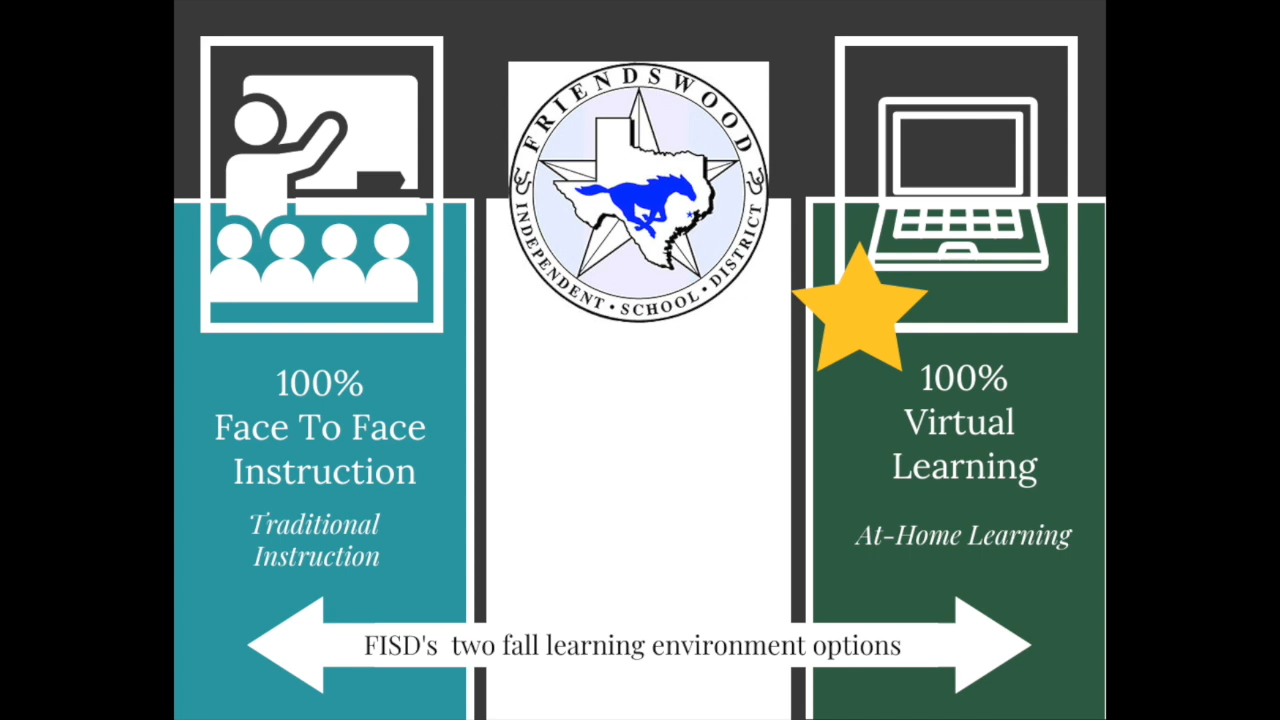 FRIENDSWOOD
INDEPENDENT • SCHOOL • DISTRICT
100%
Face To Face
Instruction
Traditional
Instruction
100%
Virtual
Learning
At-Home Learning
FISD's two fall learning environment options